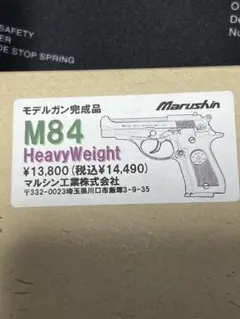 SAFETY
DE STOP SPRING
モデルガン完成品
Marushin
M84
HeavyWeight
¥13,800(税込¥14,490)
マルシン工業株式会社
〒332-0023埼玉県川口市飯塚3-9-35